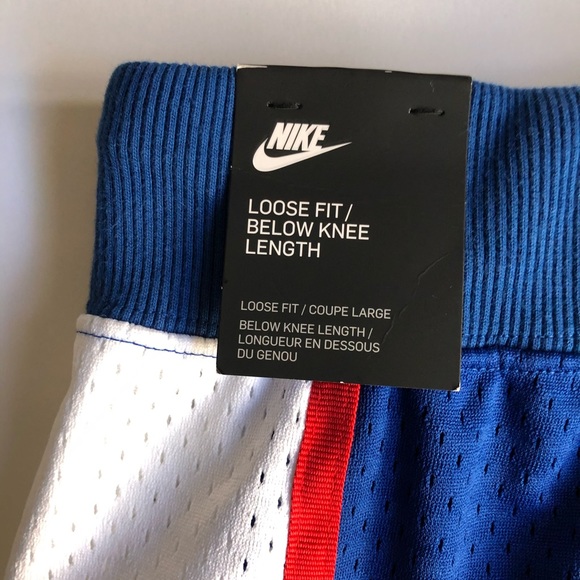 NIKE
LOOSE FIT/
BELOW KNEE
LENGTH
LOOSE FIT / COUPE LARGE
BELOW KNEE LENGTH /
LONGUEUR EN DESSOUS
DU GENOU